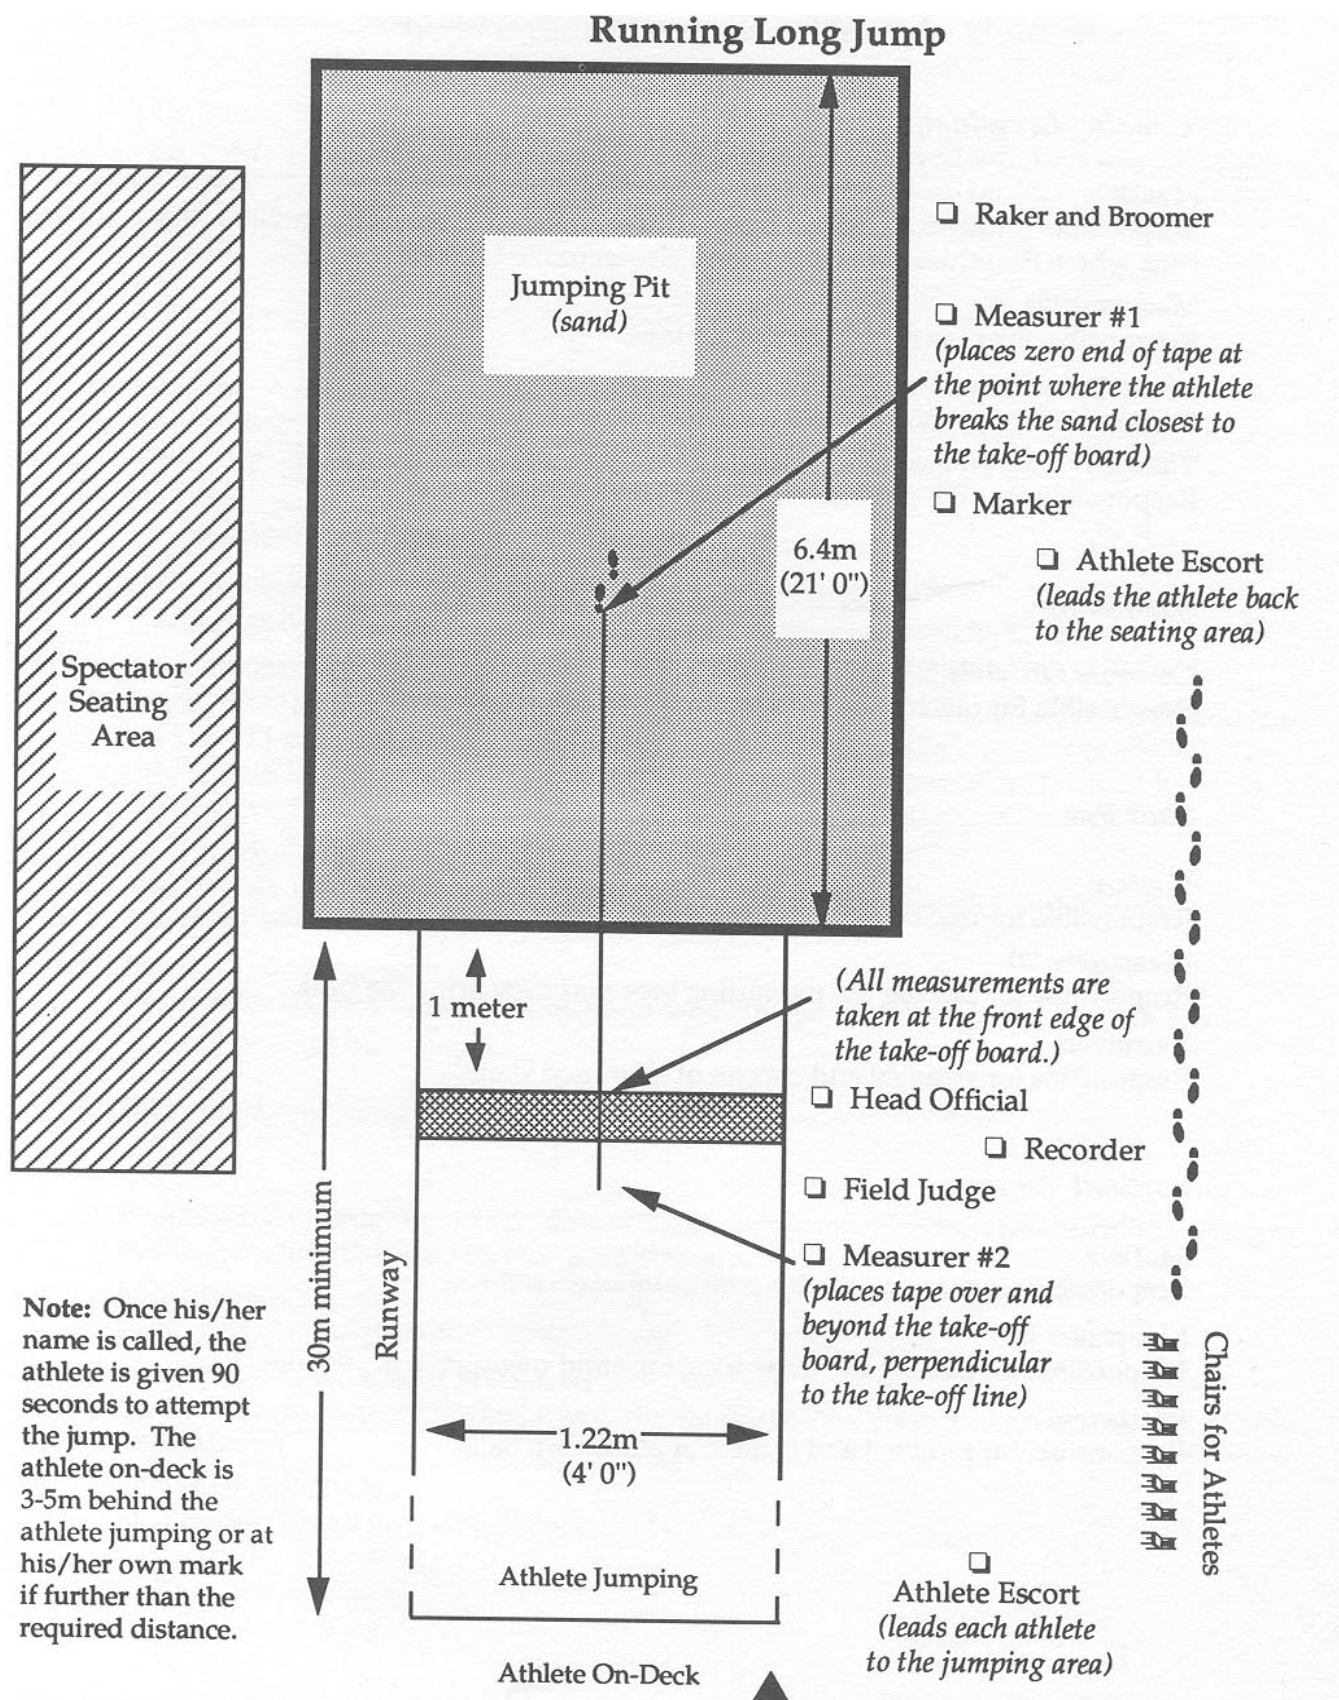 Running Long Jump
Jumping Pit
(sand)
❏ Raker and Broomer
❏ Measurer #1
(places zero end of tape at
the point where the athlete
breaks the sand closest to
the take-off board)
❏ Marker
6.4m
(21' 0")
❏ Athlete Escort
(leads the athlete back
to the seating area)
Spectator
Seating
Area
1 meter
(All measurements are
taken at the front edge of
the take-off board.)
❏ Head Official
❏ Recorder
❏ Field Judge
❏ Measurer #2
(places tape over and
beyond the take-off
board, perpendicular
to the take-off line)
30m minimum
Runway
Note: Once his/her
name is called, the
athlete is given 90
seconds to attempt
the jump. The
athlete on-deck is
3-5m behind the
athlete jumping or at
his/her own mark
if further than the
required distance.
1.22m
(4' 0")
Chairs for Athletes
Athlete Jumping
❏
Athlete Escort
(leads each athlete
to the jumping area)
Athlete On-Deck